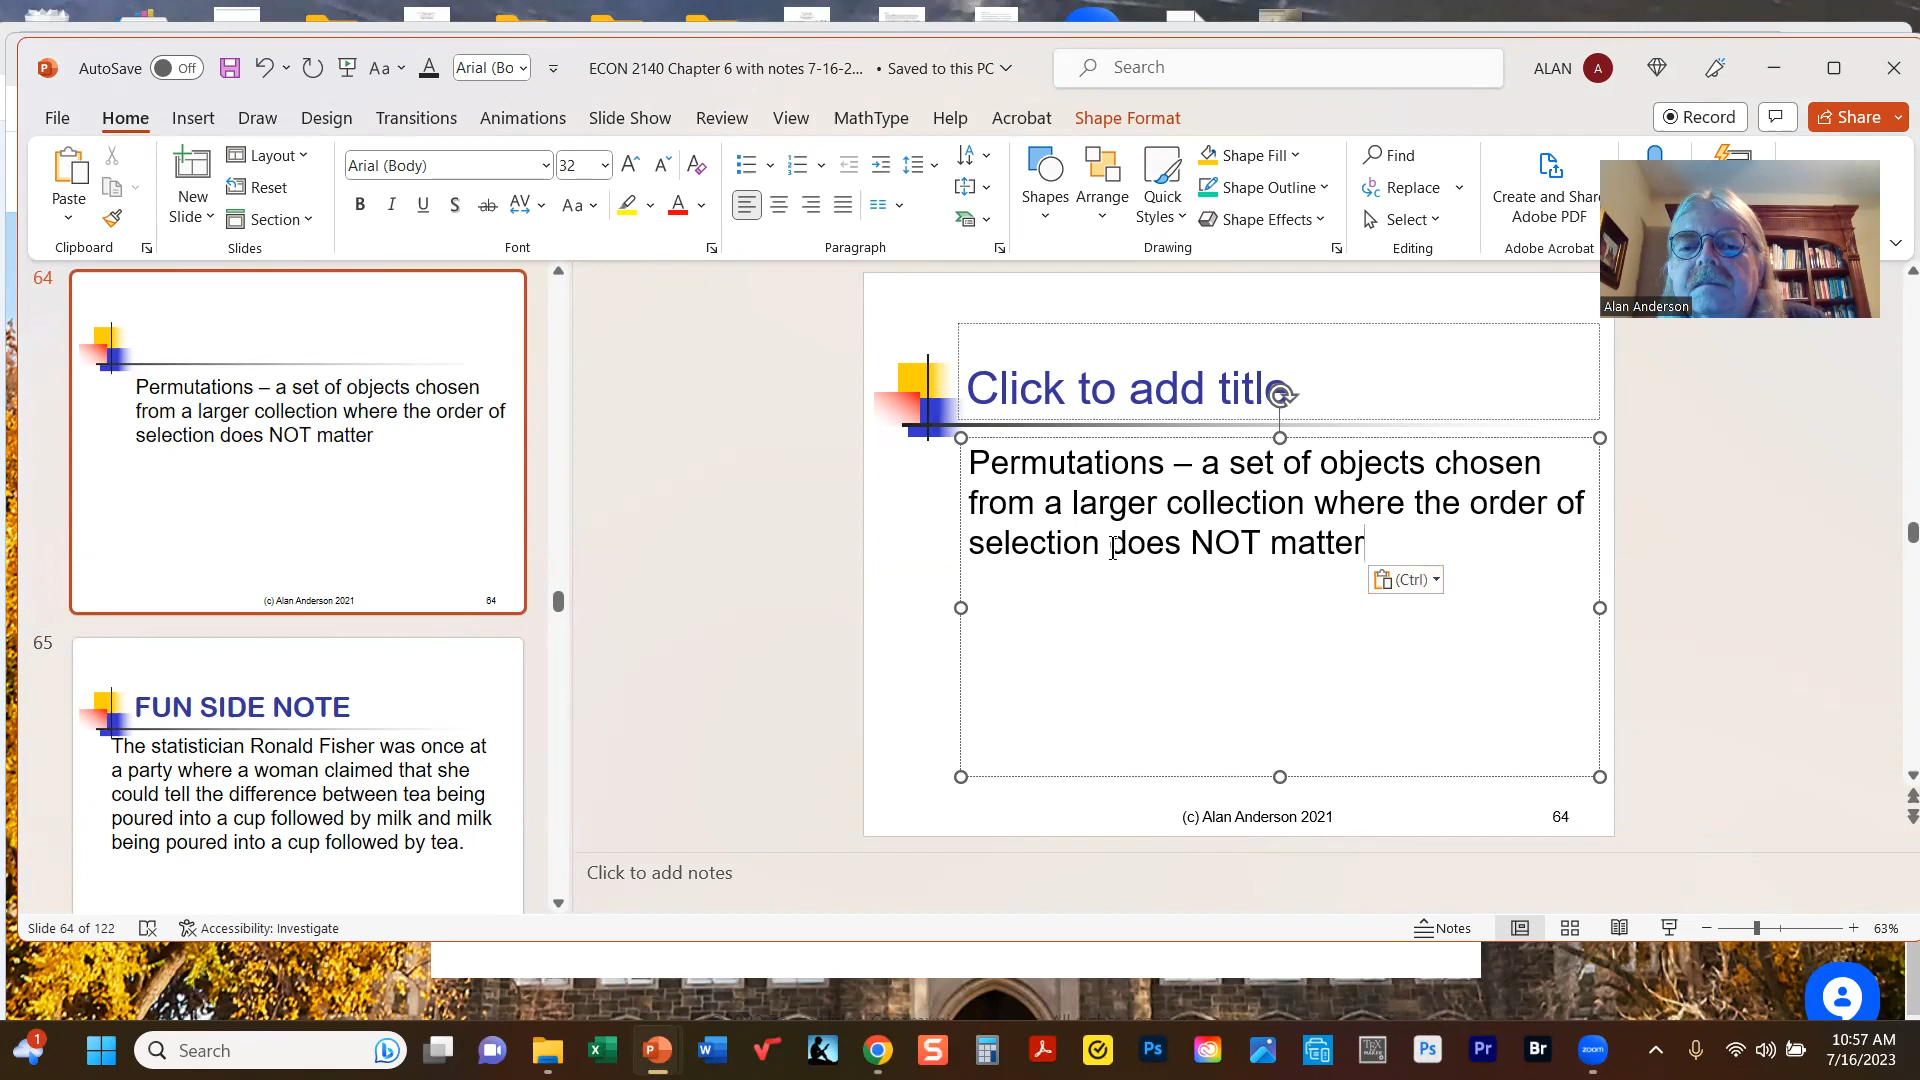 AutoSave Off Aa A Arial (Bo ECON 2140 Chapter 6 with notes 7-16-2... • Saved to this PC Search ALAN A
File Home Insert Draw Design Transitions Animations Slide Show Review View MathType Help Acrobat Shape Format Record Share
Paste
Clipboard
New
Slide
Layout
Reset
Section
Slides
Arial (Body) 32
B I U S ab AV Aa A
Font
Paragraph
Shapes
Arrange
Quick
Styles
Shape Fill
Shape Outline
Shape Effects
Drawing
Find
Replace
Select
Editing
Create and Share
Adobe PDF
Adobe Acrobat
Alan Anderson
64
Permutations – a set of objects chosen
from a larger collection where the order of
selection does NOT matter
(c) Alan Anderson 2021 64
65
FUN SIDE NOTE
The statistician Ronald Fisher was once at
a party where a woman claimed that she
could tell the difference between tea being
poured into a cup followed by milk and milk
being poured into a cup followed by tea.
Click to add title
Permutations – a set of objects chosen
from a larger collection where the order of
selection does NOT matter
(Ctrl)
(c) Alan Anderson 2021 64
Click to add notes
Slide 64 of 122 Accessibility: Investigate Notes 63%
1
Search
zoom
10:57 AM
7/16/2023